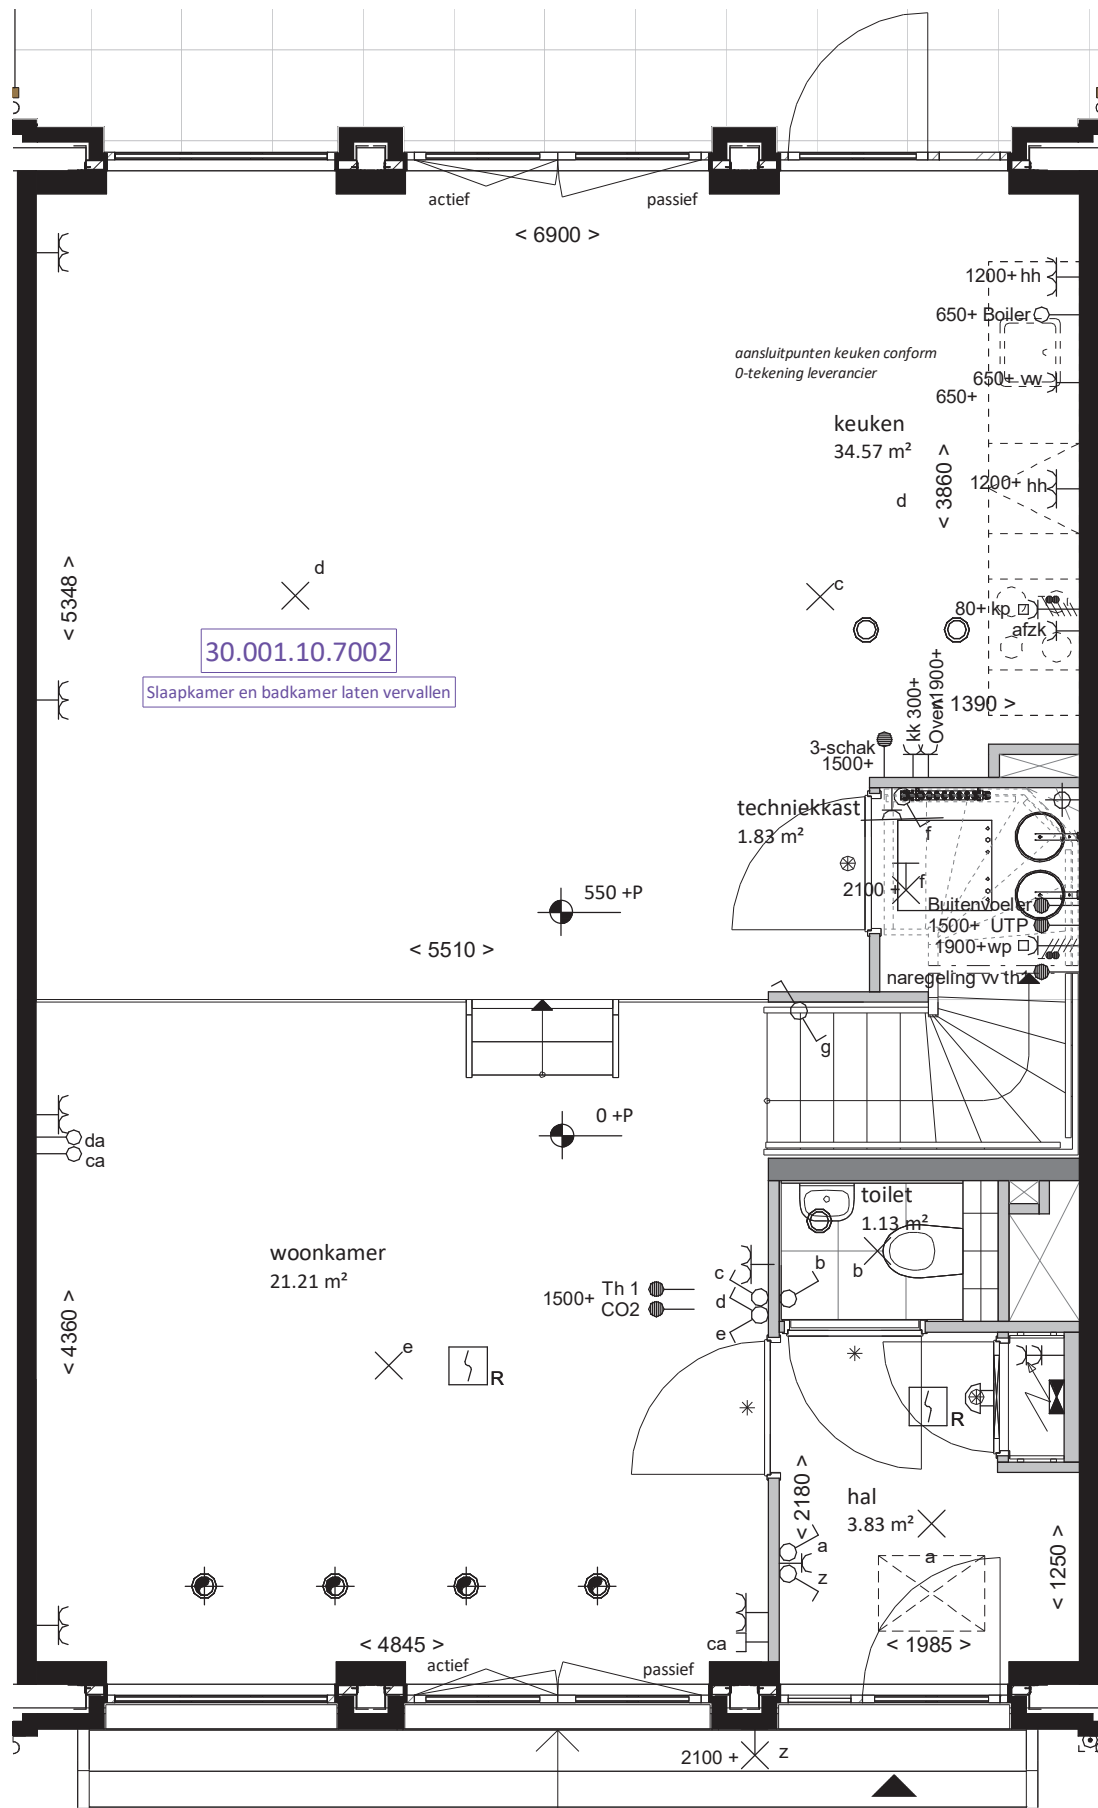 actief
passief
< 6900 >
1200+ hh
650+ Boiler
aansluitpunten keuken conform
0-tekening leverancier
650+ vw
650+
keuken
34.57 m²
< 3860 >
1200+ hh
d
< 5348 >
d
c
80+ kp
afzk
30.001.10.7002
Slaapkamer en badkamer laten vervallen
kk 300+
Oven 1900+
< 1390 >
3-schak
1500+
techniekkast
1.83 m²
f
2100 +
f
550 +P
Buitenvoeler
1500+ UTP
1900+wp
< 5510 >
naregeling vv th1
g
0 +P
da
ca
toilet
1.13 m²
woonkamer
21.21 m²
b
b
c
Th 1
1500+
CO2
d
e
< 4360 >
e
R
R
< 2180 >
hal
3.83 m²
a
a
z
< 1250 >
ca
< 4845 >
< 1985 >
actief
passief
2100 +
z